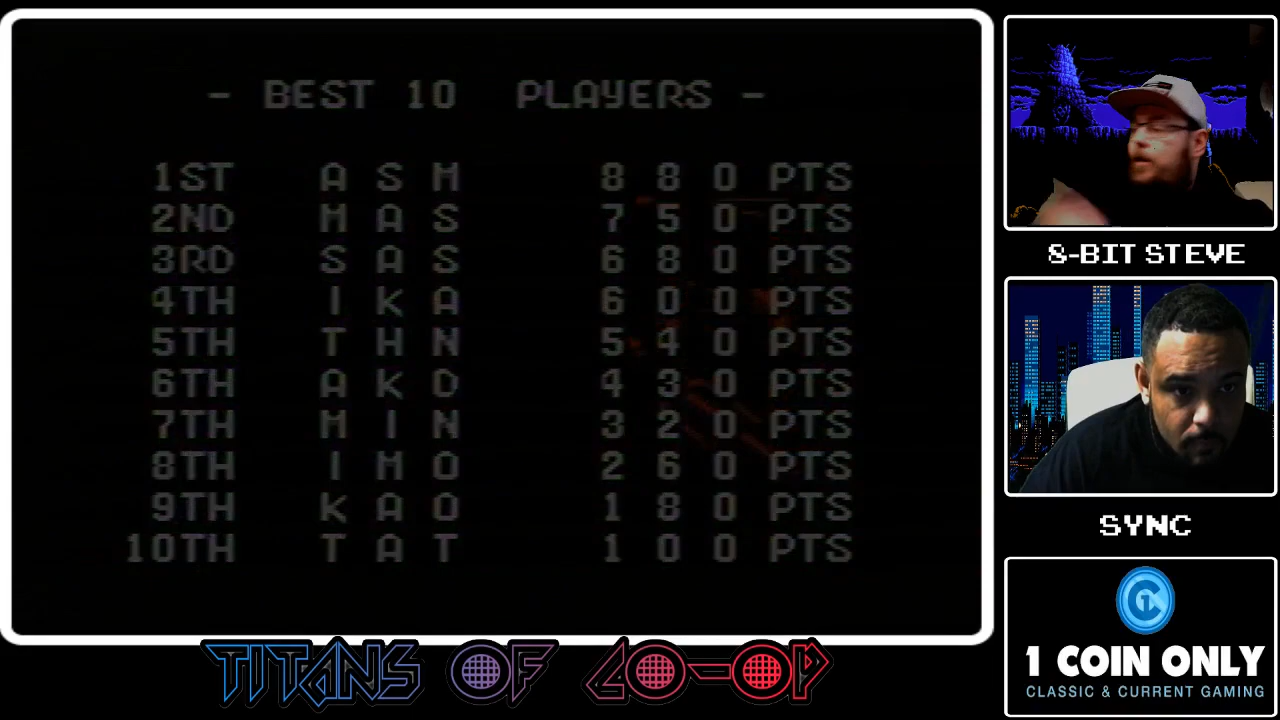 - BEST 10 PLAYERS -
1ST A S M 8 8 0 PTS
2ND M A S 7 5 0 PTS
3RD S A S 6 8 0 PTS
4TH I K A 6 0 0 PTS
5TH T H N 5 4 0 PTS
6TH A K O 4 3 0 PTS
7TH M I N 3 2 0 PTS
8TH I M O 2 6 0 PTS
9TH K A O 1 8 0 PTS
10TH T A T 1 0 0 PTS
TITANS OF CO-OP
8-BIT STEVE
SYNC
1 COIN ONLY
CLASSIC & CURRENT GAMING